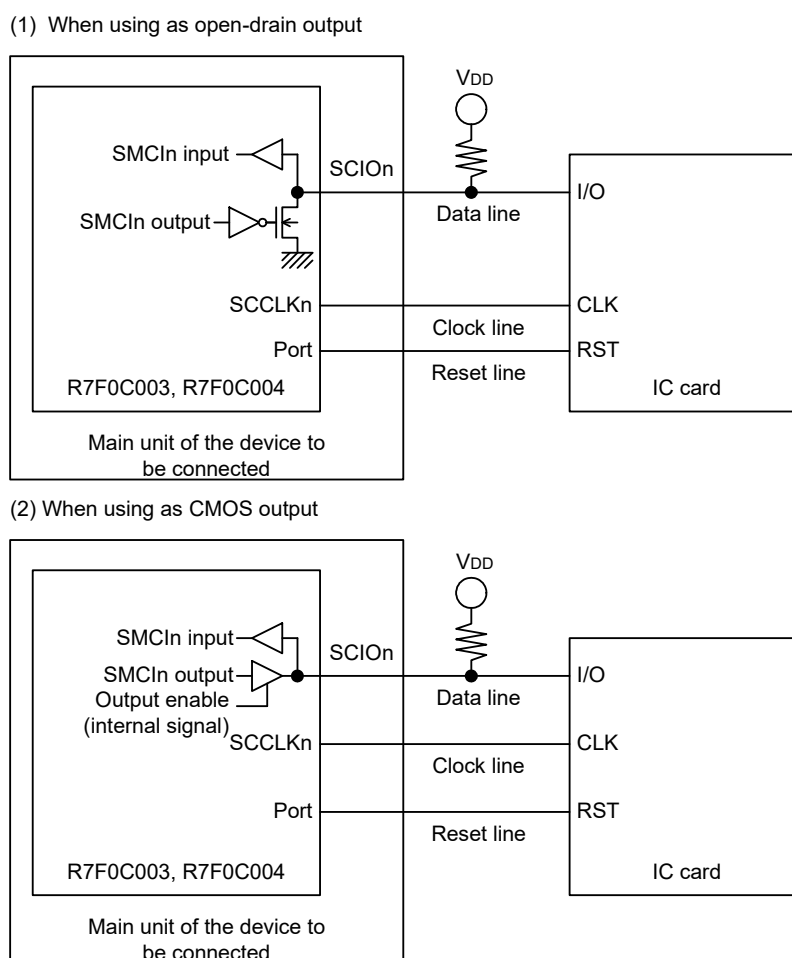 (1) When using as open-drain output
VDD
SMCIn input
SCIOn
I/O
SMCIn output
Data line
SCCLKn
CLK
Clock line
Port
RST
Reset line
R7F0C003, R7F0C004
IC card
Main unit of the device to
be connected
(2) When using as CMOS output
VDD
SMCIn input
SCIOn
SMCIn output
I/O
Output enable
Data line
(internal signal)
SCCLKn
CLK
Clock line
Port
RST
Reset line
R7F0C003, R7F0C004
IC card
Main unit of the device to
be connected